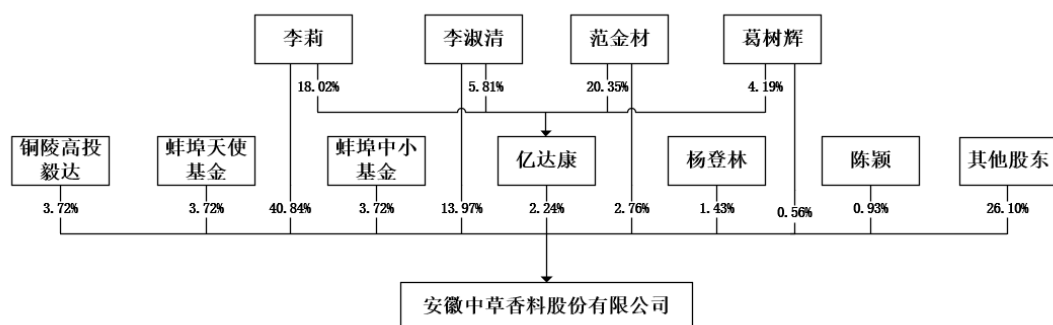 李莉
李淑清
范金材
葛树辉
18.02%
5.81%
20.35%
4.19%
铜陵高投
毅达
蚌埠天使
基金
蚌埠中小
基金
亿达康
杨登林
陈颖
其他股东
3.72%
3.72%
40.84%
3.72%
13.97%
2.24%
2.76%
1.43%
0.56%
0.93%
26.10%
安徽中草香料股份有限公司